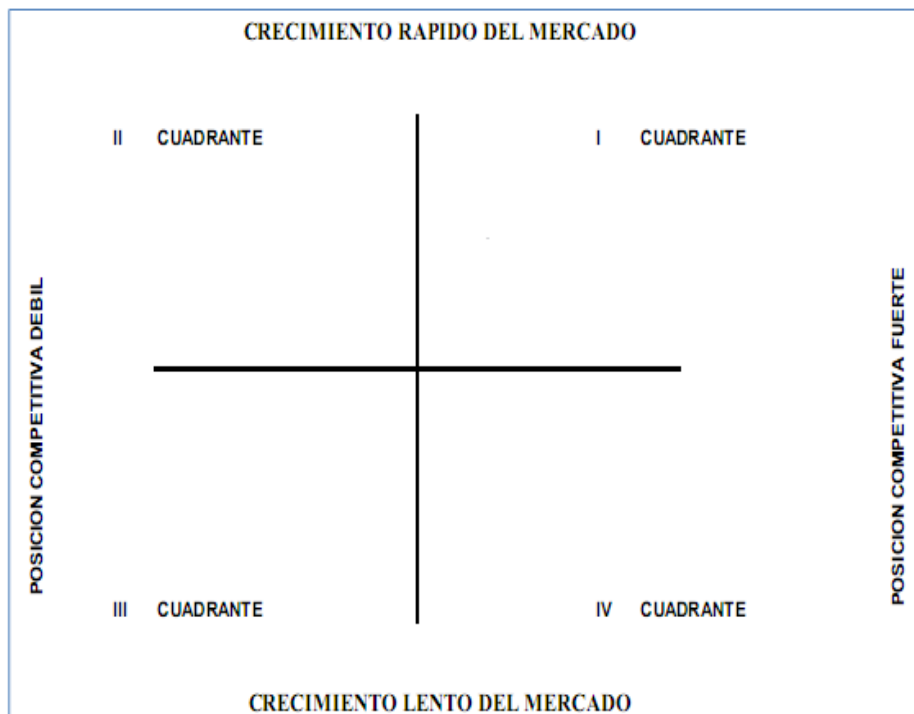 CRECIMIENTO RAPIDO DEL MERCADO
II CUADRANTE
I CUADRANTE
POSICION COMPETITIVA DEBIL
POSICION COMPETITIVA FUERTE
III CUADRANTE
IV CUADRANTE
CRECIMIENTO LENTO DEL MERCADO